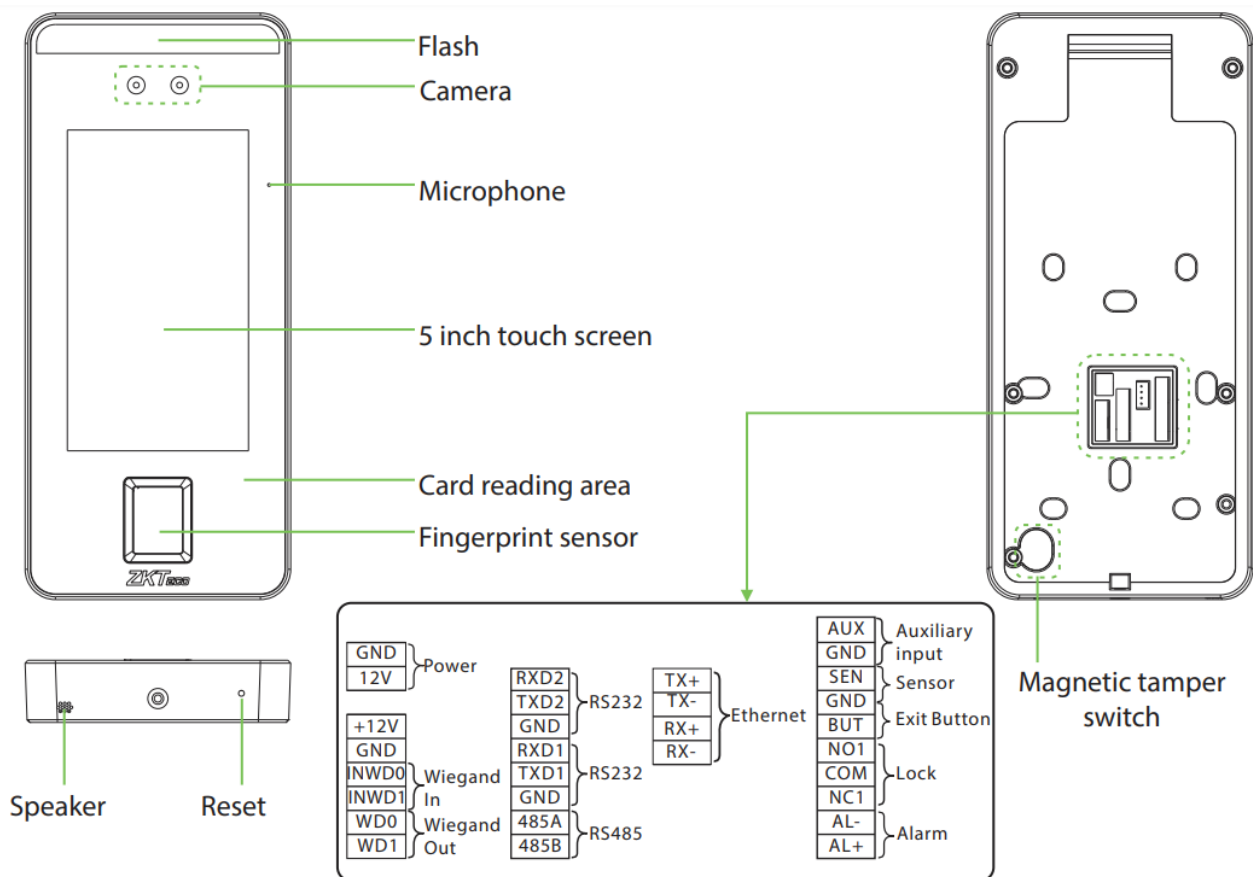 Flash
Camera
Microphone
5 inch touch screen
Card reading area
Fingerprint sensor
ZKTECO
Speaker
Reset
Magnetic tamper
switch
GND
12V
Power
+12V
GND
INWD0
INWD1
Wiegand
In
WD0
WD1
Wiegand
Out
RXD2
TXD2
GND
RS232
RXD1
TXD1
GND
RS232
485A
485B
RS485
TX+
TX-
RX+
RX-
Ethernet
AUX
GND
Auxiliary
input
SEN
GND
Sensor
BUT
Exit Button
NO1
COM
NC1
Lock
AL-
AL+
Alarm